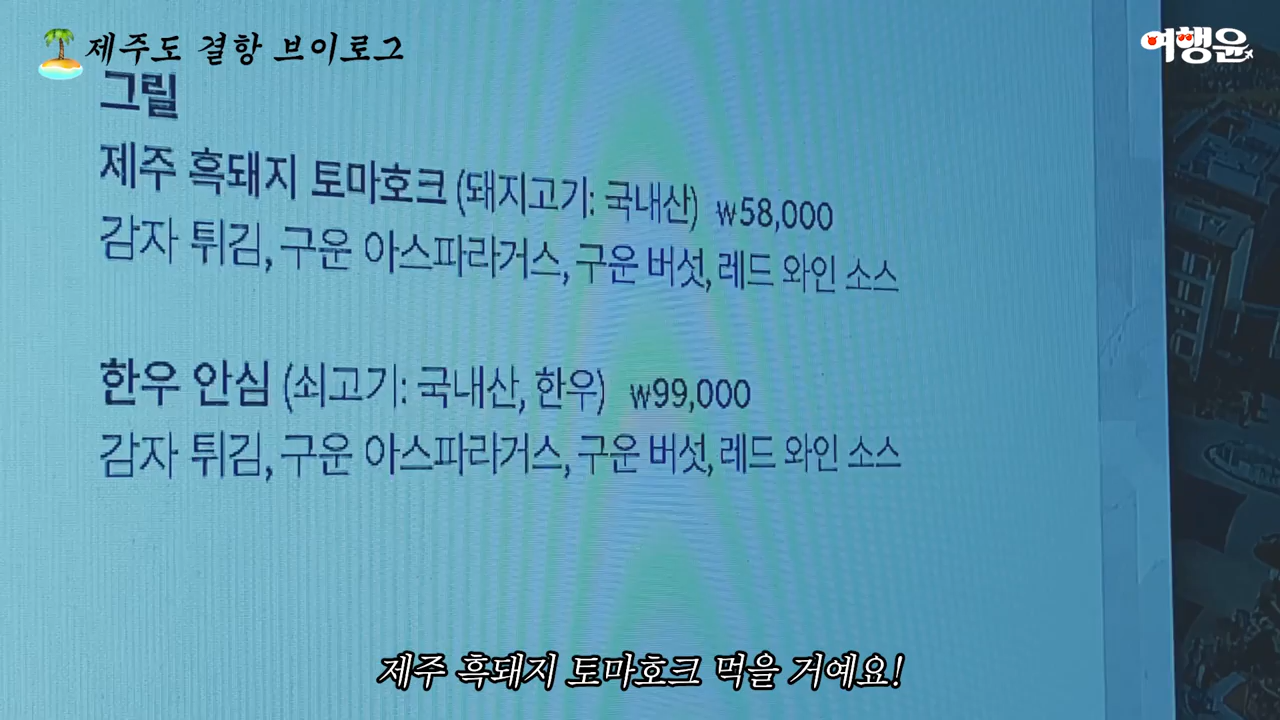 제주도 결항 브이로그
여행윤
그릴
제주 흑돼지 토마호크 (돼지고기: 국내산) ₩58,000
감자 튀김, 구운 아스파라거스, 구운 버섯, 레드 와인 소스
한우 안심 (쇠고기: 국내산, 한우) ₩99,000
감자 튀김, 구운 아스파라거스, 구운 버섯, 레드 와인 소스
제주 흑돼지 토마호크 먹을 거예요!